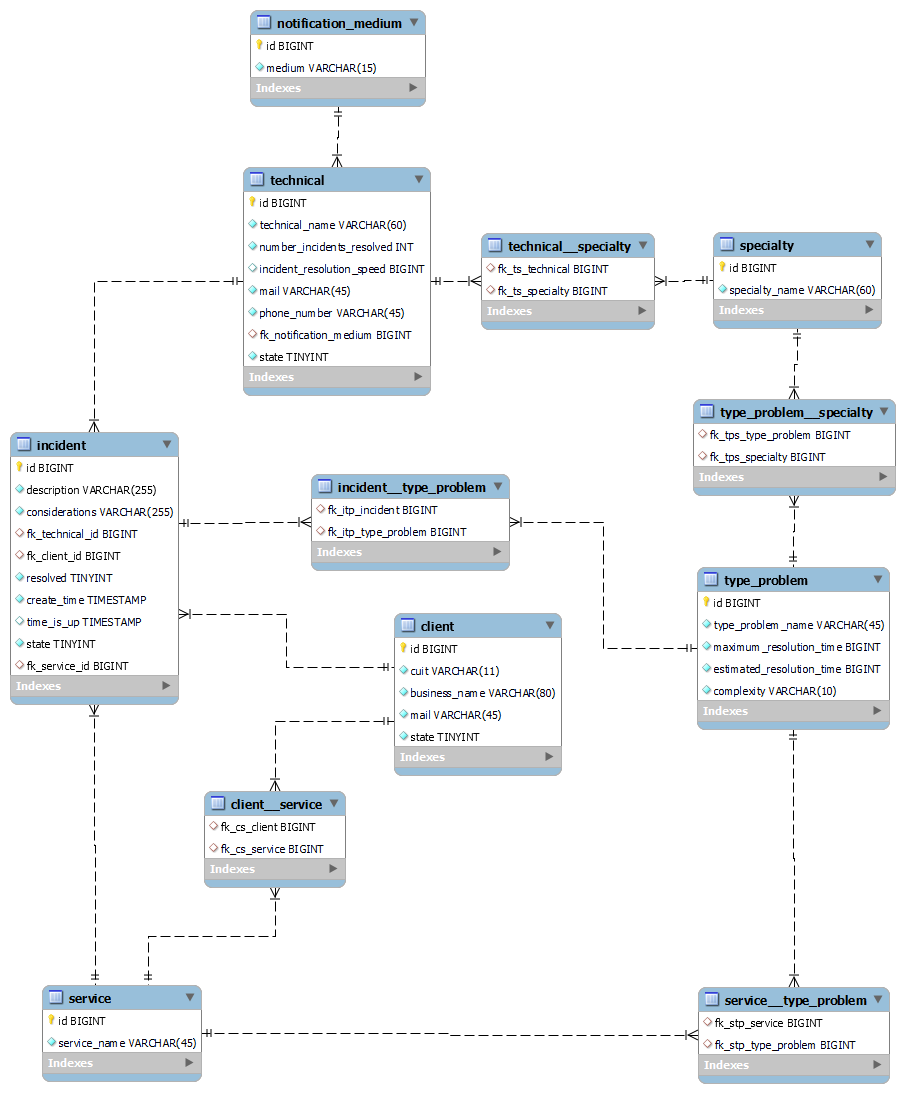 notification_medium
id BIGINT
medium VARCHAR(15)
Indexes
technical
id BIGINT
technical_name VARCHAR(60)
number_incidents_resolved INT
incident_resolution_speed BIGINT
mail VARCHAR(45)
phone_number VARCHAR(45)
fk_notification_medium BIGINT
state TINYINT
Indexes
technical__specialty
fk_ts_technical BIGINT
fk_ts_specialty BIGINT
Indexes
specialty
id BIGINT
specialty_name VARCHAR(60)
Indexes
type_problem__specialty
fk_tps_type_problem BIGINT
fk_tps_specialty BIGINT
Indexes
incident
id BIGINT
description VARCHAR(255)
considerations VARCHAR(255)
fk_technical_id BIGINT
fk_client_id BIGINT
resolved TINYINT
create_time TIMESTAMP
time_is_up TIMESTAMP
state TINYINT
fk_service_id BIGINT
Indexes
incident__type_problem
fk_itp_incident BIGINT
fk_itp_type_problem BIGINT
Indexes
type_problem
id BIGINT
type_problem_name VARCHAR(45)
maximum_resolution_time BIGINT
estimated_resolution_time BIGINT
complexity VARCHAR(10)
Indexes
client
id BIGINT
cuit VARCHAR(11)
business_name VARCHAR(80)
mail VARCHAR(45)
state TINYINT
Indexes
client__service
fk_cs_client BIGINT
fk_cs_service BIGINT
Indexes
service
id BIGINT
service_name VARCHAR(45)
Indexes
service__type_problem
fk_stp_service BIGINT
fk_stp_type_problem BIGINT
Indexes